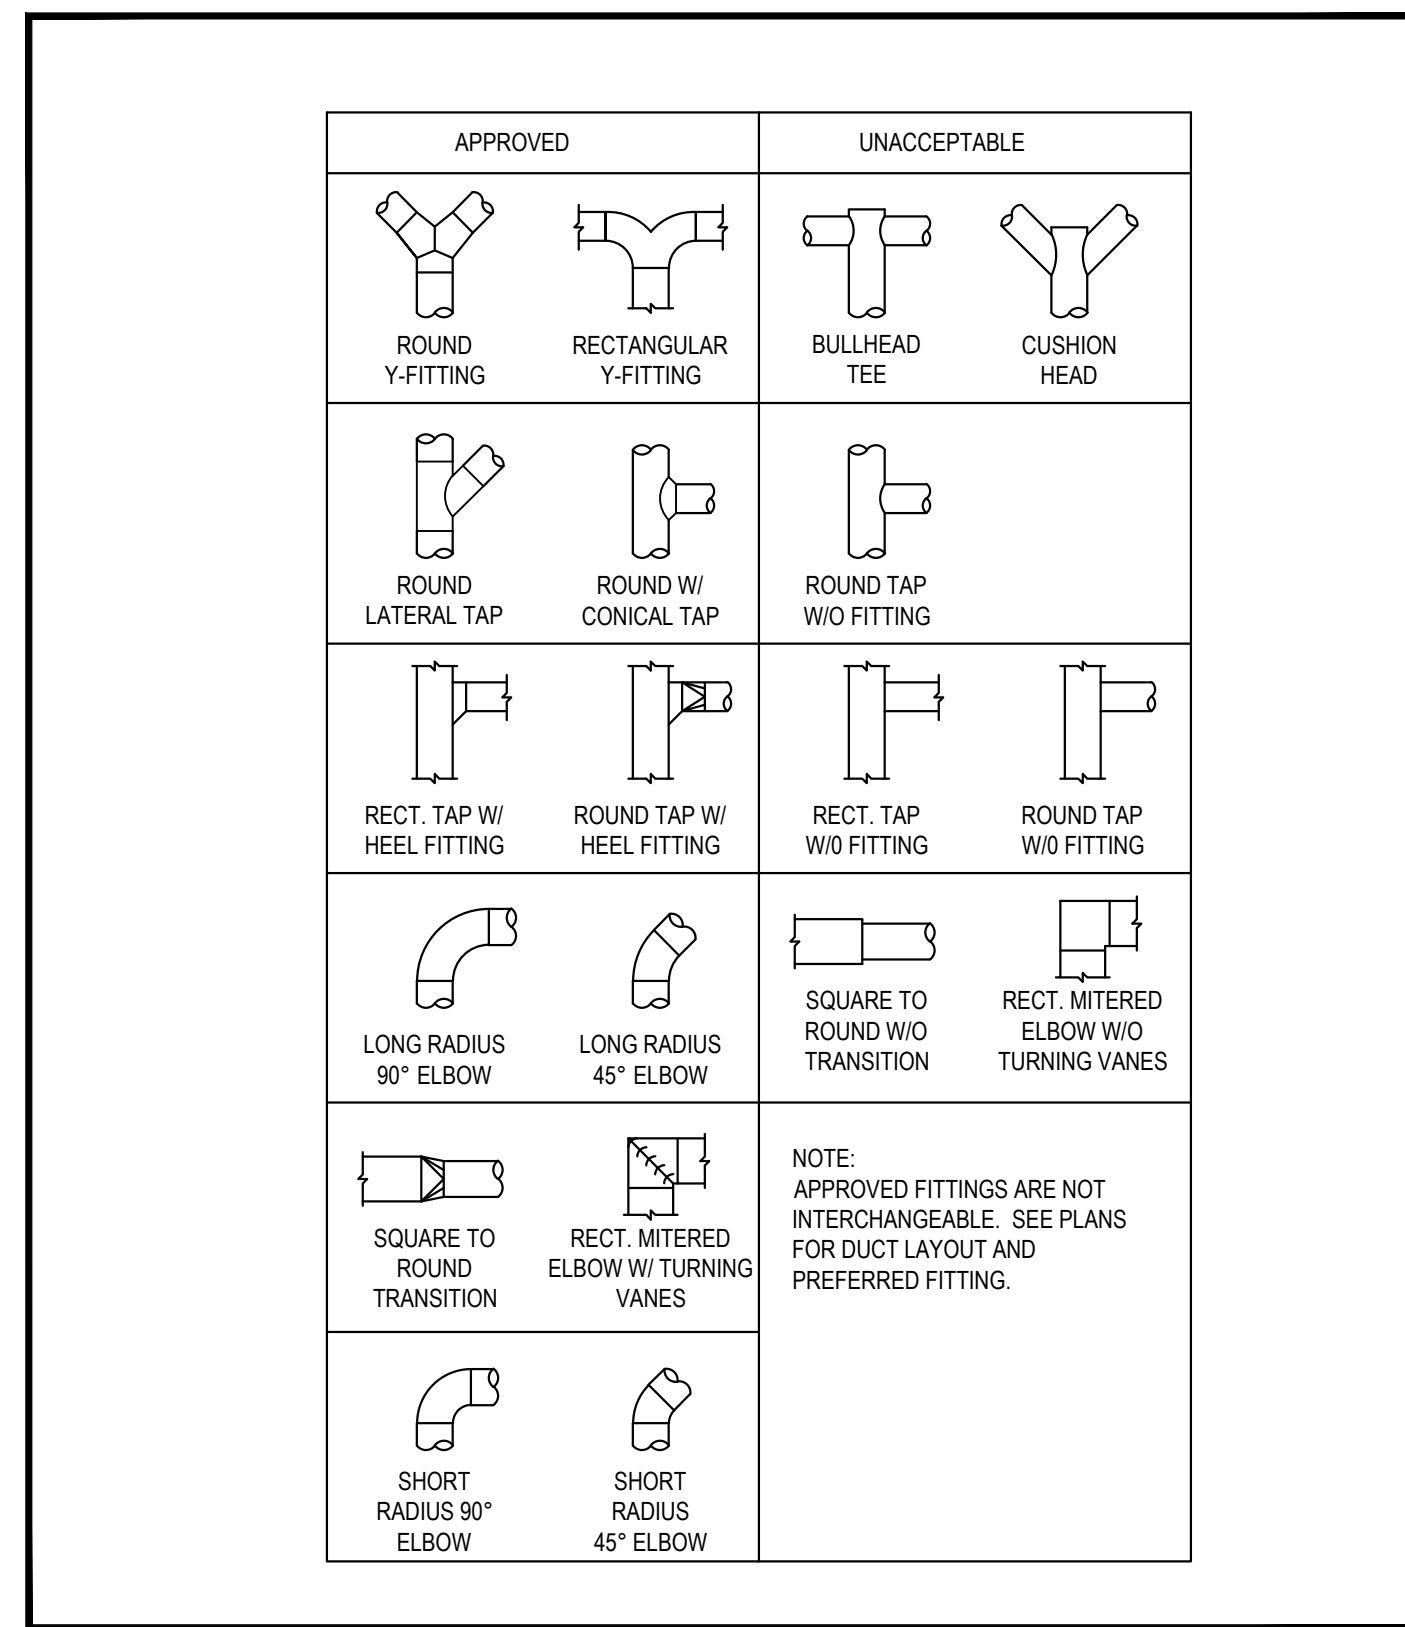 APPROVED
UNACCEPTABLE
ROUND
Y-FITTING
RECTANGULAR
Y-FITTING
BULLHEAD
TEE
CUSHION
HEAD
ROUND
LATERAL TAP
ROUND W/
CONICAL TAP
ROUND TAP
W/O FITTING
RECT. TAP W/
HEEL FITTING
ROUND TAP W/
HEEL FITTING
RECT. TAP
W/0 FITTING
ROUND TAP
W/0 FITTING
LONG RADIUS
90° ELBOW
LONG RADIUS
45° ELBOW
SQUARE TO
ROUND W/O
TRANSITION
RECT. MITERED
ELBOW W/O
TURNING VANES
SQUARE TO
ROUND
TRANSITION
RECT. MITERED
ELBOW W/ TURNING
VANES
NOTE:
APPROVED FITTINGS ARE NOT
INTERCHANGEABLE.  SEE PLANS
FOR DUCT LAYOUT AND
PREFERRED FITTING.
SHORT
RADIUS 90°
ELBOW
SHORT
RADIUS
45° ELBOW